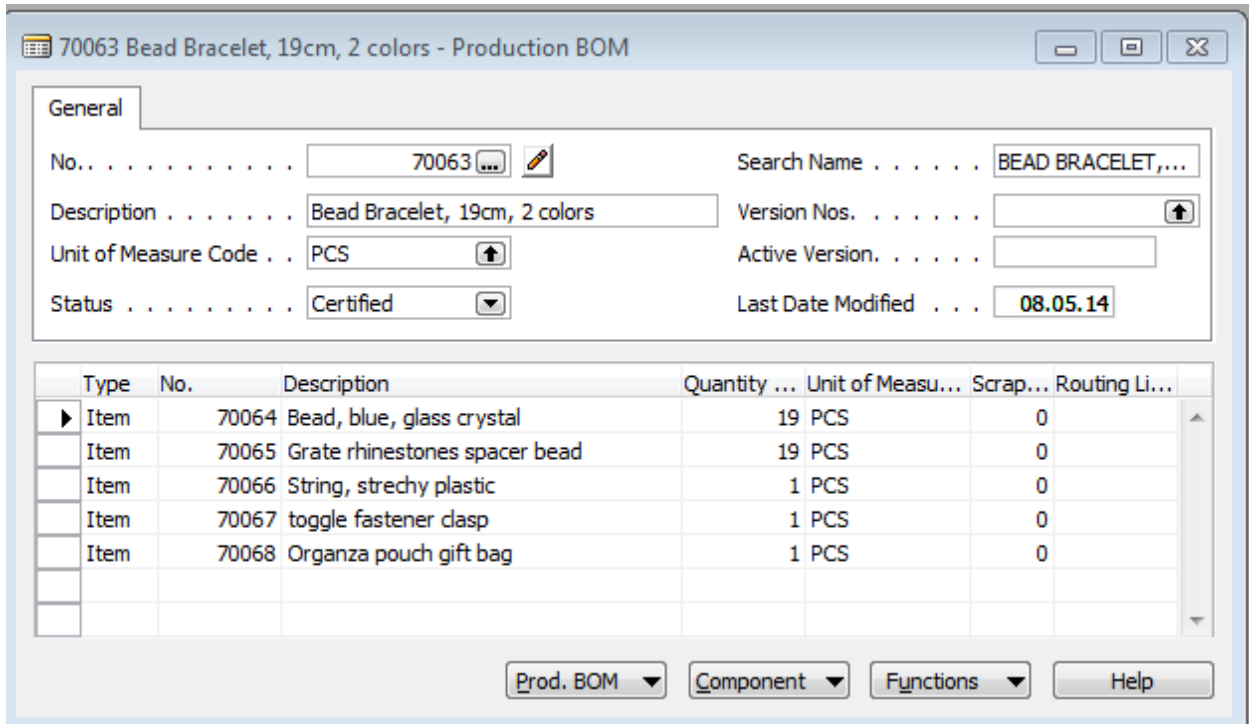 70063 Bead Bracelet, 19cm, 2 colors - Production BOM
General
No. . . . . . . . . . . . 70063 ... Search Name . . . . . . BEAD BRACELET,...
Description . . . . . . . Bead Bracelet, 19cm, 2 colors Version Nos. . . . . . .
Unit of Measure Code . . PCS Active Version. . . . . .
Status . . . . . . . . . Certified Last Date Modified . . . 08.05.14
Type No. Description Quantity ... Unit of Measu... Scrap... Routing Li...
Item 70064 Bead, blue, glass crystal 19 PCS 0
Item 70065 Grate rhinestones spacer bead 19 PCS 0
Item 70066 String, strechy plastic 1 PCS 0
Item 70067 toggle fastener clasp 1 PCS 0
Item 70068 Organza pouch gift bag 1 PCS 0
Prod. BOM Component Functions Help